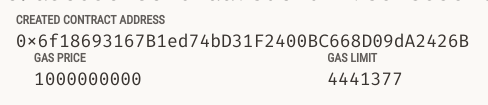 CREATED CONTRACT ADDRESS
0×6f18693167B1ed74bD31F2400BC668D09dA2426B
GAS PRICE GAS LIMIT
1000000000 4441377